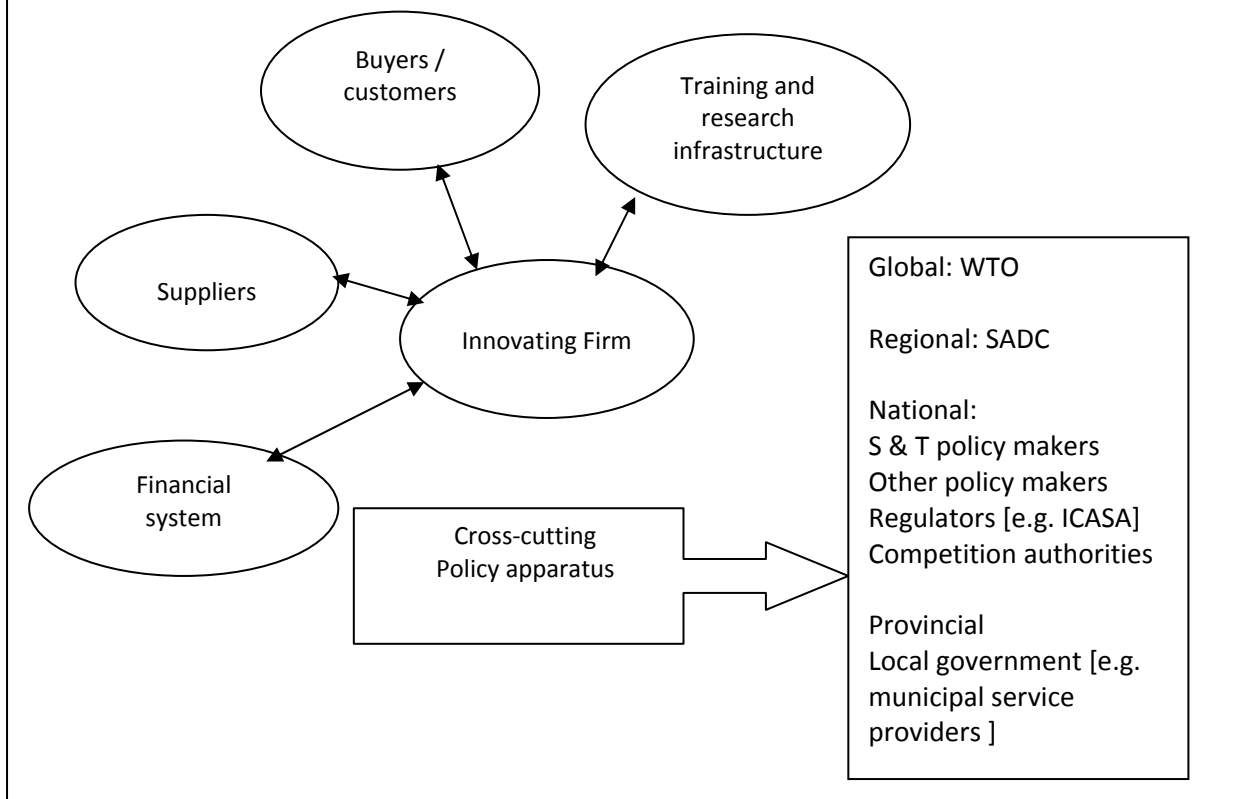 Buyers /
customers
Training and
research
infrastructure
Suppliers
Innovating Firm
Financial
system
Cross-cutting
Policy apparatus
Global: WTO
Regional: SADC
National:
S & T policy makers
Other policy makers
Regulators [e.g. ICASA]
Competition authorities
Provincial
Local government [e.g.
municipal service
providers ]